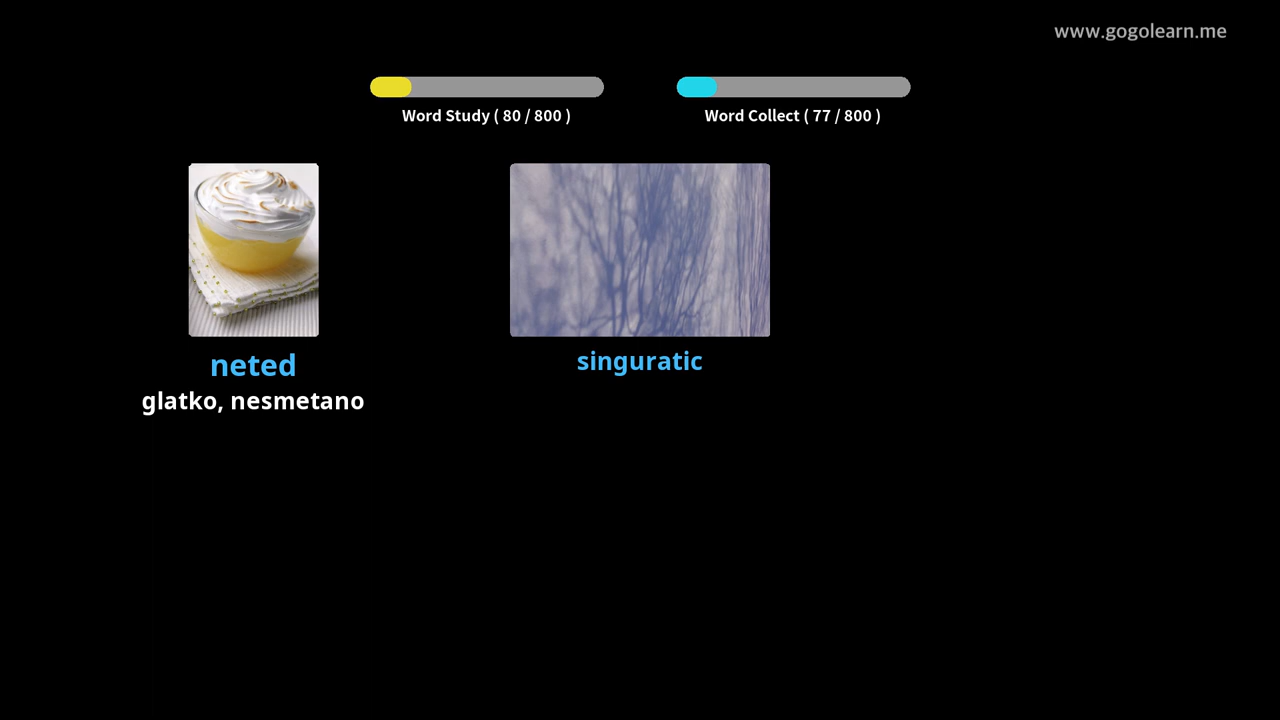 www.gogolearn.me
Word Study ( 80 / 800 )
Word Collect ( 77 / 800 )
neted
glatko, nesmetano
singuratic